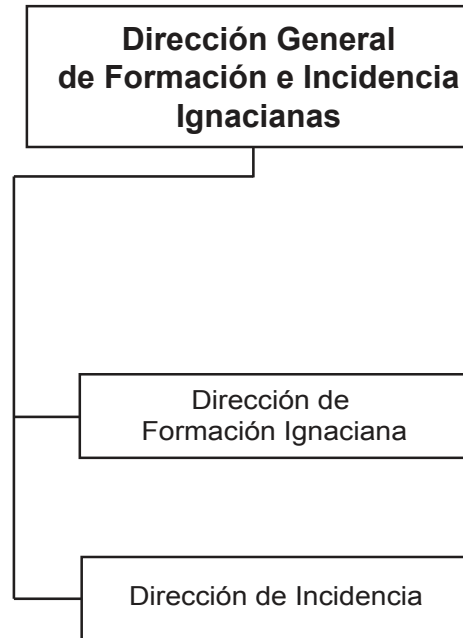 Dirección General
de Formación e Incidencia
Ignacianas
Dirección de
Formación Ignaciana
Dirección de Incidencia